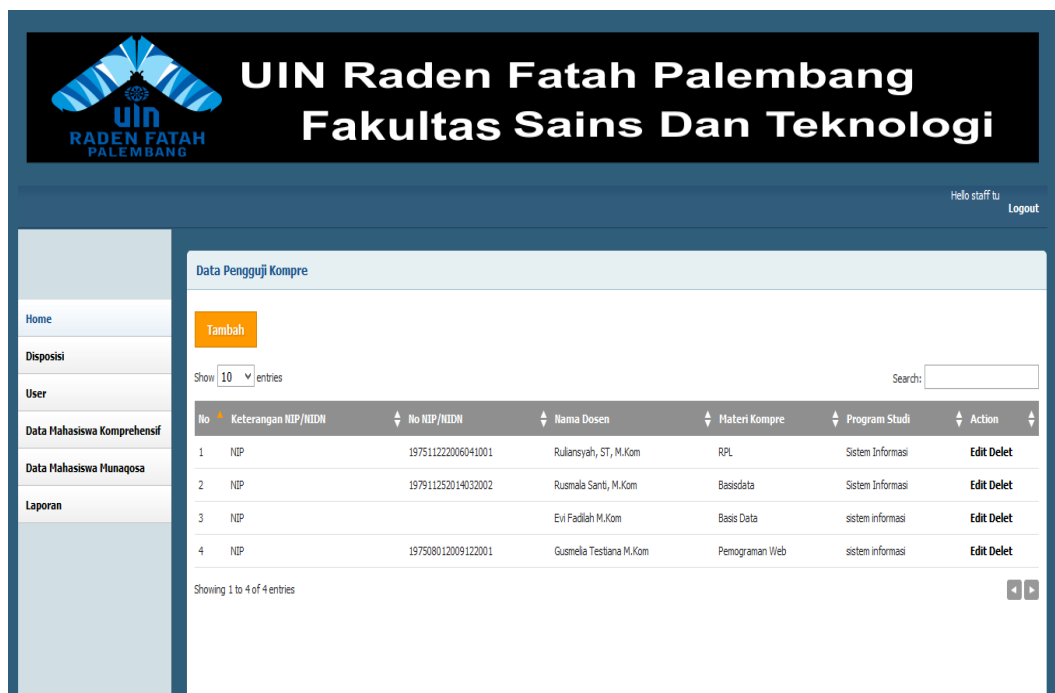 uin
RADEN FATAH
PALEMBANG
UIN Raden Fatah Palembang
Fakultas Sains Dan Teknologi
Hello staff tu
Logout
Home
Disposisi
User
Data Mahasiswa Komprehensif
Data Mahasiswa Munaqosa
Laporan
Data Pengguji Kompre
Tambah
Show 10 entries
Search:
No Keterangan NIP/NIDN No NIP/NIDN Nama Dosen Materi Kompre Program Studi Action
1 NIP 197511222006041001 Ruliansyah, ST, M.Kom RPL Sistem Informasi Edit Delet
2 NIP 197911252014032002 Rusmala Santi, M.Kom Basisdata Sistem Informasi Edit Delet
3 NIP Evi Fadilah M.Kom Basis Data sistem informasi Edit Delet
4 NIP 197508012009122001 Gusmelia Testiana M.Kom Pemograman Web sistem informasi Edit Delet
Showing 1 to 4 of 4 entries